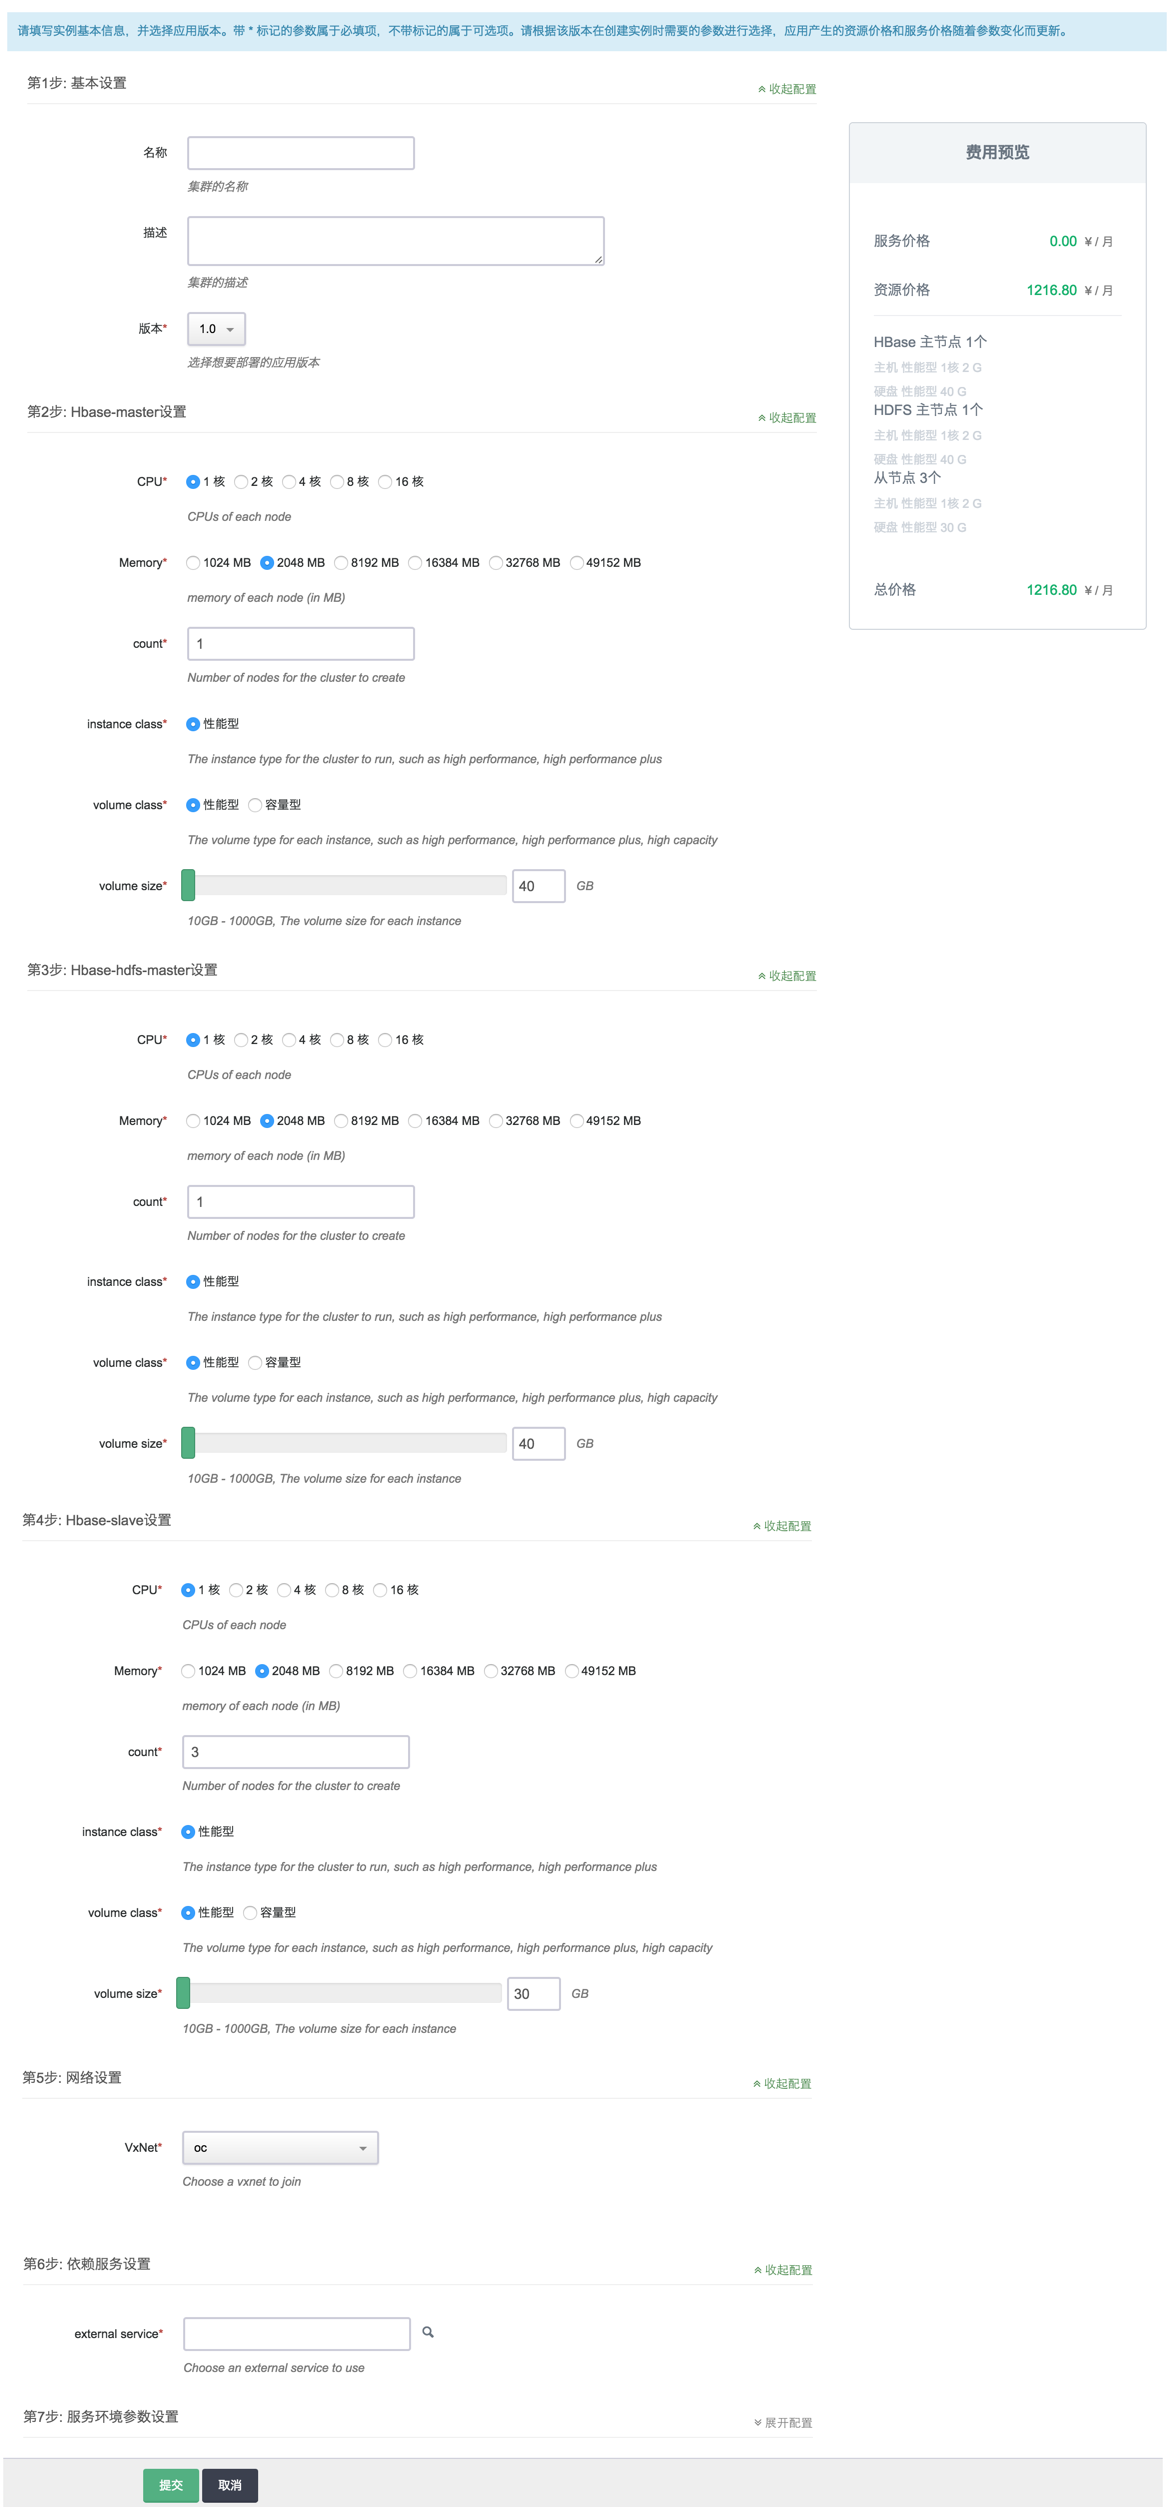 请填写实例基本信息，并选择应用版本。带 * 标记的参数属于必填项，不带标记的属于可选项。请根据该版本在创建实例时需要的参数进行选择，应用产生的资源价格和服务价格随着参数变化而更新。
第1步: 基本设置
收起配置
名称
集群的名称
描述
集群的描述
版本* 1.0
选择想要部署的应用版本
费用预览
服务价格 0.00 ¥ / 月
资源价格 1216.80 ¥ / 月
HBase 主节点 1个
主机 性能型 1核 2 G
硬盘 性能型 40 G
HDFS 主节点 1个
主机 性能型 1核 2 G
硬盘 性能型 40 G
从节点 3个
主机 性能型 1核 2 G
硬盘 性能型 30 G
总价格 1216.80 ¥ / 月
第2步: Hbase-master设置
收起配置
CPU* 1 核 2 核 4 核 8 核 16 核
CPUs of each node
Memory* 1024 MB 2048 MB 8192 MB 16384 MB 32768 MB 49152 MB
memory of each node (in MB)
count* 1
Number of nodes for the cluster to create
instance class* 性能型
The instance type for the cluster to run, such as high performance, high performance plus
volume class* 性能型 容量型
The volume type for each instance, such as high performance, high performance plus, high capacity
volume size* 40 GB
10GB - 1000GB, The volume size for each instance
第3步: Hbase-hdfs-master设置
收起配置
CPU* 1 核 2 核 4 核 8 核 16 核
CPUs of each node
Memory* 1024 MB 2048 MB 8192 MB 16384 MB 32768 MB 49152 MB
memory of each node (in MB)
count* 1
Number of nodes for the cluster to create
instance class* 性能型
The instance type for the cluster to run, such as high performance, high performance plus
volume class* 性能型 容量型
The volume type for each instance, such as high performance, high performance plus, high capacity
volume size* 40 GB
10GB - 1000GB, The volume size for each instance
第4步: Hbase-slave设置
收起配置
CPU* 1 核 2 核 4 核 8 核 16 核
CPUs of each node
Memory* 1024 MB 2048 MB 8192 MB 16384 MB 32768 MB 49152 MB
memory of each node (in MB)
count* 3
Number of nodes for the cluster to create
instance class* 性能型
The instance type for the cluster to run, such as high performance, high performance plus
volume class* 性能型 容量型
The volume type for each instance, such as high performance, high performance plus, high capacity
volume size* 30 GB
10GB - 1000GB, The volume size for each instance
第5步: 网络设置
收起配置
VxNet* oc
Choose a vxnet to join
第6步: 依赖服务设置
收起配置
external service*
Choose an external service to use
第7步: 服务环境参数设置
展开配置
提交 取消